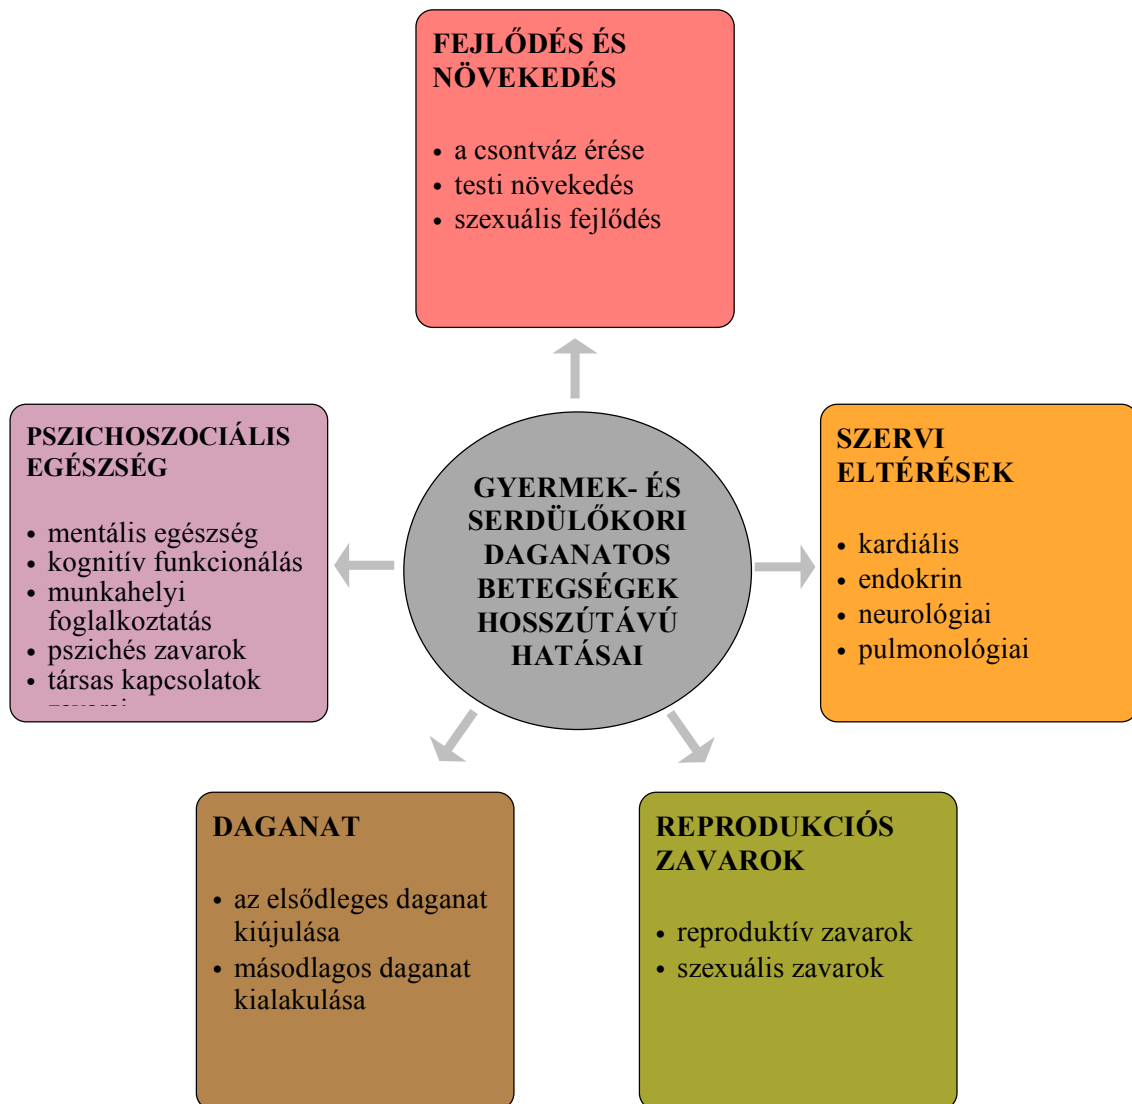 FEJLŐDÉS ÉS
NÖVEKEDÉS
• a csontváz érése
• testi növekedés
• szexuális fejlődés
PSZICHOSZOCIÁLIS
EGÉSZSÉG
• mentális egészség
• kognitív funkcionálás
• munkahelyi
foglalkoztatás
• pszichés zavarok
• társas kapcsolatok
GYERMEK- ÉS
SERDÜLŐKORI
DAGANATOS
BETEGSÉGEK
HOSSZÚTÁVÚ
HATÁSAI
SZERVI
ELTÉRÉSEK
• kardiális
• endokrin
• neurológiai
• pulmonológiai
DAGANAT
• az elsődleges daganat
kiújulása
• másodlagos daganat
kialakulása
REPRODUKCIÓS
ZAVAROK
• reproduktív zavarok
• szexuális zavarok